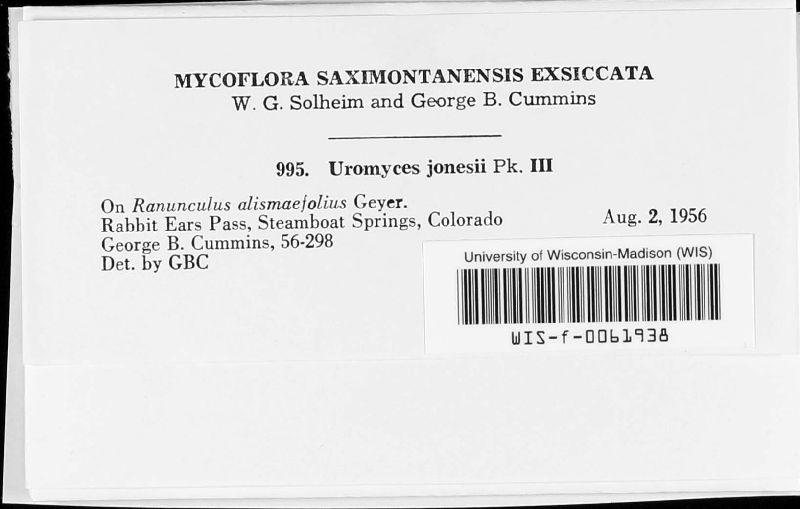 MYCOFLORA SAXIMONTANENSIS EXSICCATA
W. G. Solheim and George B. Cummins
995. Uromyces jonesii Pk. III
On Ranunculus alismaefolius Geyer.
Rabbit Ears Pass, Steamboat Springs, Colorado Aug. 2, 1956
George B. Cummins, 56-298
Det. by GBC
University of Wisconsin-Madison (WIS)
WIS-f-0061938